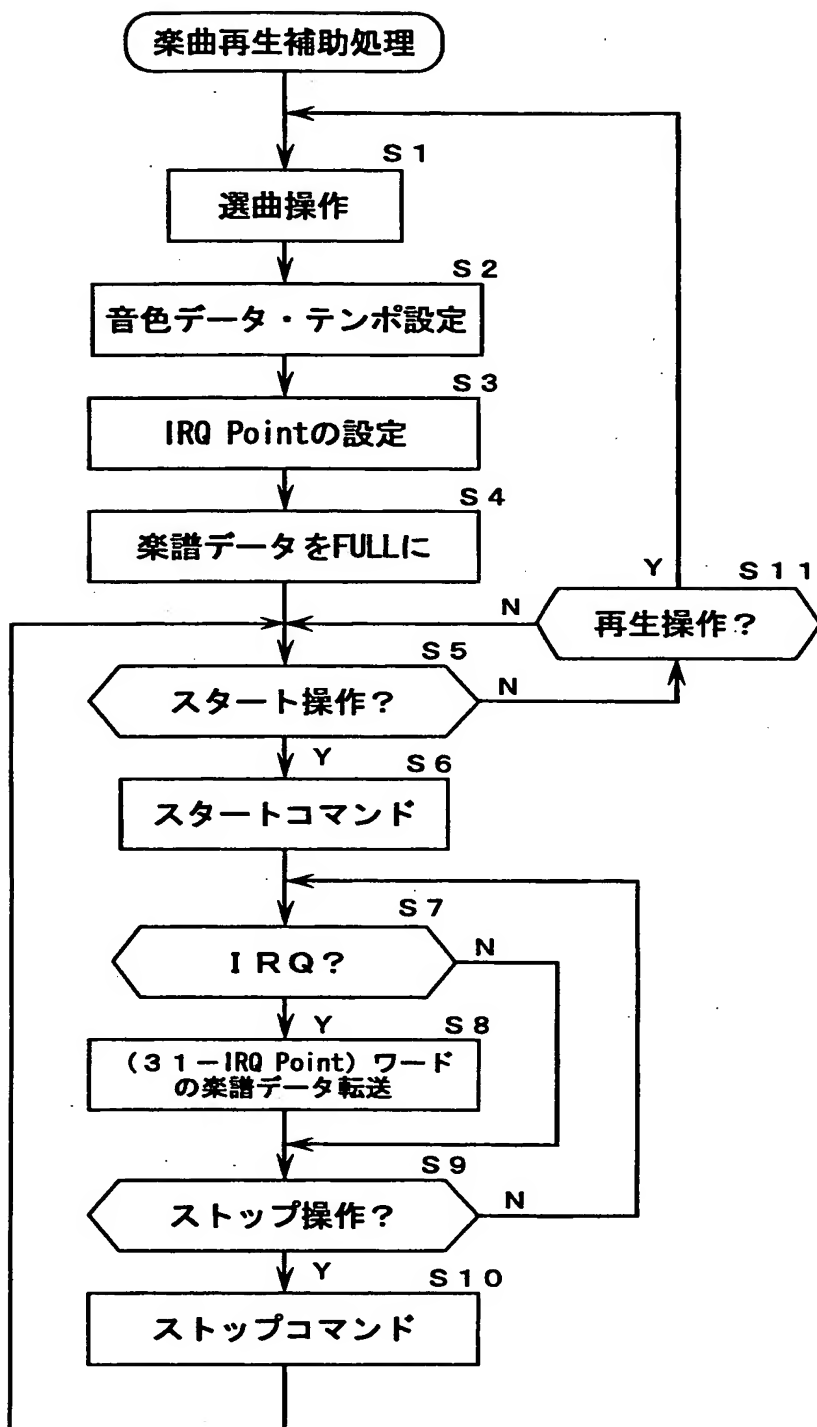 楽曲再生補助処理
S1
選曲操作
S2
音色データ・テンポ設定
S3
IRQ Pointの設定
S4
楽譜データをFULLに
Y
S11
N
再生操作?
S5
スタート操作?
N
Y
S6
スタートコマンド
S7
IRQ?
N
Y
S8
(31－IRQ Point)ワード
の楽譜データ転送
S9
ストップ操作?
N
Y
S10
ストップコマンド